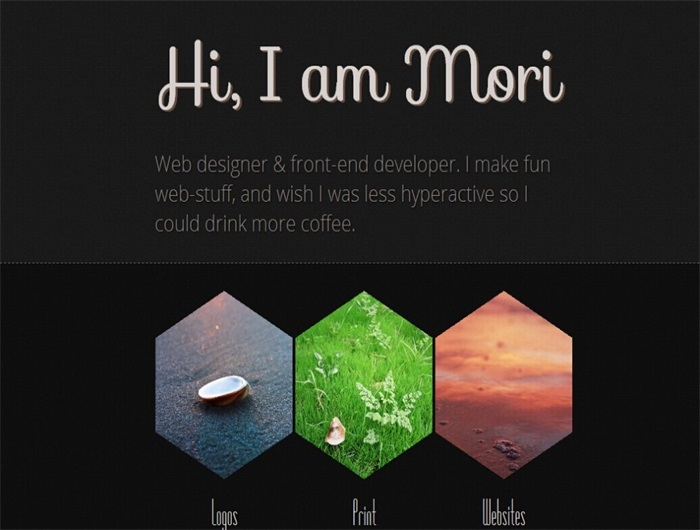 Hi, I am Mori
Web designer & front-end developer. I make fun
web-stuff, and wish I was less hyperactive so I
could drink more coffee.
Logos Print Websites